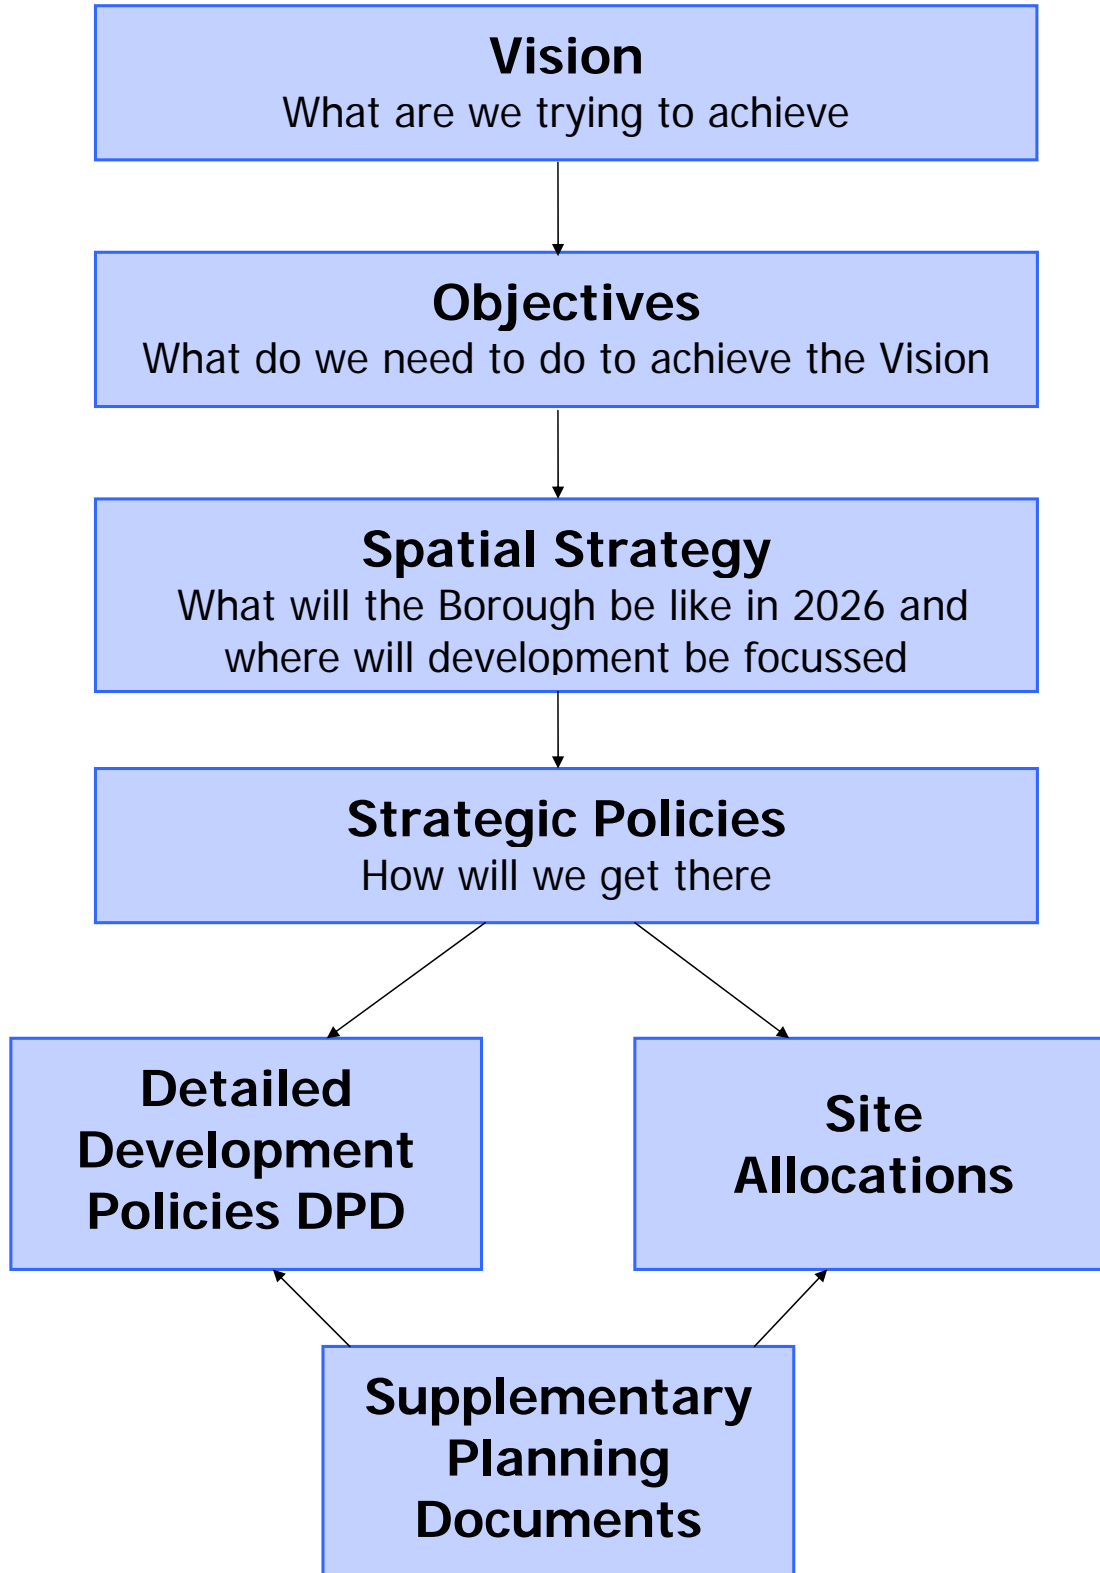 Vision
What are we trying to achieve
Objectives
What do we need to do to achieve the Vision
Spatial Strategy
What will the Borough be like in 2026 and
where will development be focussed
Strategic Policies
How will we get there
Detailed
Development
Policies DPD
Site
Allocations
Supplementary
Planning
Documents